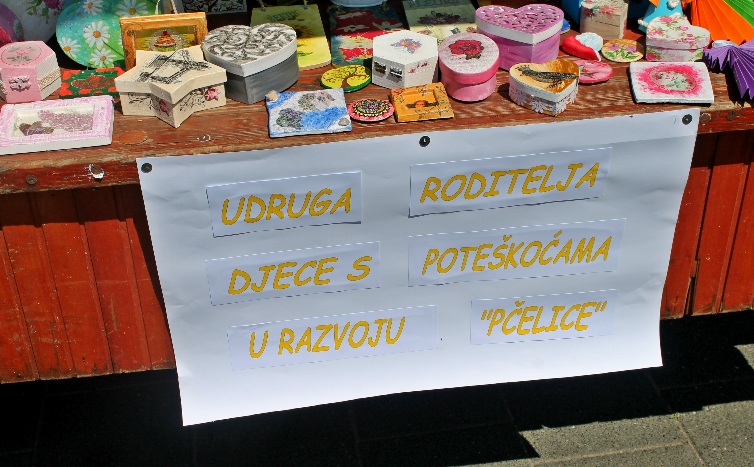 UDRUGA RODITELJA
DJECE S POTEŠKOĆAMA
U RAZVOJU "PČELICE"